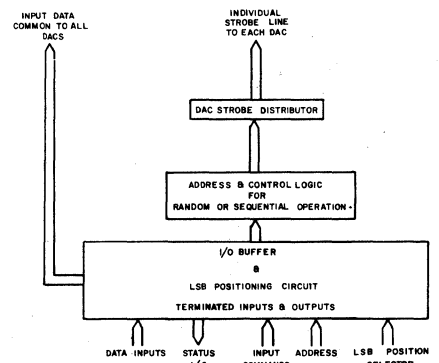 INPUT DATA
COMMON TO ALL
DACS
INDIVIDUAL
STROBE LINE
TO EACH DAC
DAC STROBE DISTRIBUTOR
ADDRESS & CONTROL LOGIC
FOR
RANDOM OR SEQUENTIAL OPERATION
I/O BUFFER
&
LSB POSITIONING CIRCUIT
TERMINATED INPUTS & OUTPUTS
DATA INPUTS STATUS INPUT ADDRESS LSB POSITION